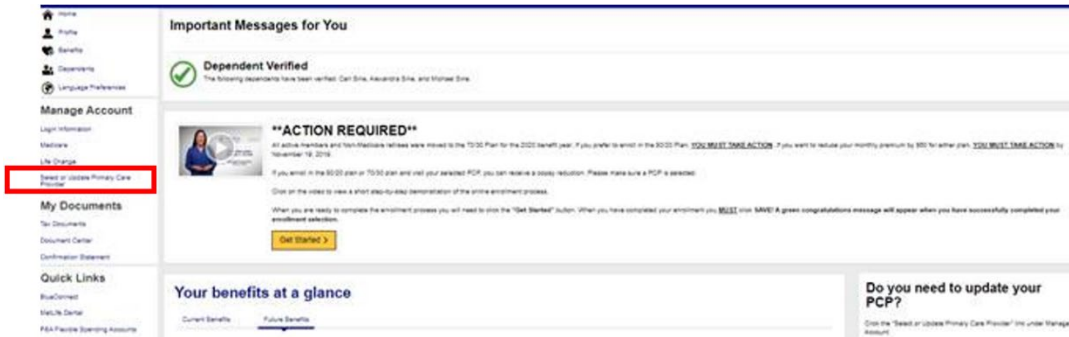 Home
Profile
Benefits
Dependents
Language Preferences
Manage Account
Login Information
Medicare
Life Change
Select or Update Primary Care
Provider
My Documents
Tax Documents
Document Center
Confirmation Statement
Quick Links
BlueConnect
MetLife Dental
P&A Flexible Spending Accounts
Important Messages for You
Dependent Verified
The following dependents have been verified: Carl Sine, Alexandra Sine, and Michael Sine.
**ACTION REQUIRED**
All active members and Non-Medicare retirees were moved to the 70/30 Plan for the 2020 benefit year. If you prefer to enroll in the 80/20 Plan, YOU MUST TAKE ACTION. If you want to reduce your monthly premium by $60 for either plan, YOU MUST TAKE ACTION by
November 19, 2019.
If you enroll in the 80/20 plan or 70/30 plan and visit your selected PCP, you can receive a copay reduction. Please make sure a PCP is selected.
Click on the video to view a short step-by-step demonstration of the online enrollment process.
When you are ready to complete the enrollment process you will need to click the "Get Started" button. When you have completed your enrollment you MUST click SAVE! A green congratulations message will appear when you have successfully completed your
enrollment selection.
Get Started >
Your benefits at a glance
Current Benefits
Future Benefits
Do you need to update your
PCP?
Click the "Select or Update Primary Care Provider" link under Manage
Account